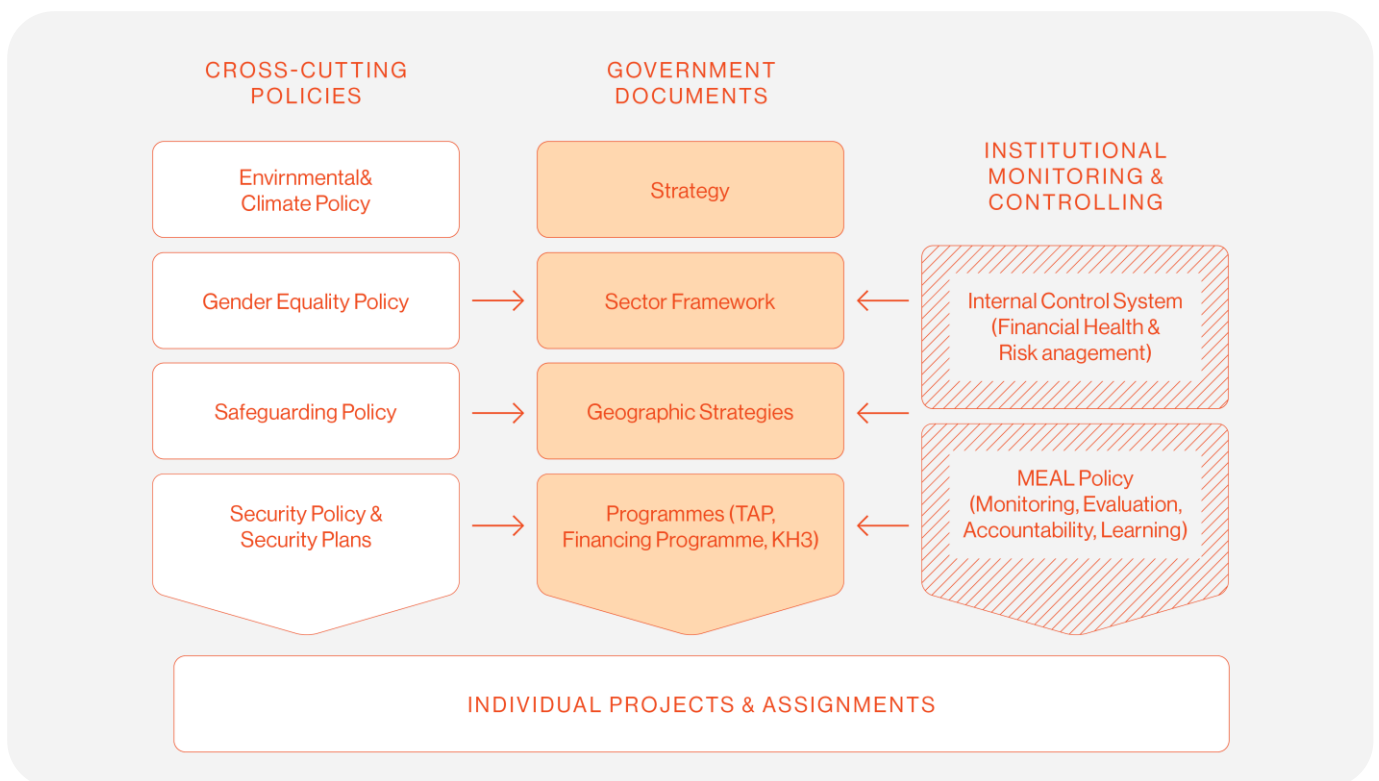 CROSS-CUTTING
POLICIES
Envirnmental&
Climate Policy
Gender Equality Policy
Safeguarding Policy
Security Policy &
Security Plans
GOVERNMENT
DOCUMENTS
Strategy
Sector Framework
Geographic Strategies
Programmes (TAP,
Financing Programme, KH3)
INSTITUTIONAL
MONITORING &
CONTROLLING
Internal Control System
(Financial Health &
Risk anagement)
MEAL Policy
(Monitoring, Evaluation,
Accountability, Learning)
INDIVIDUAL PROJECTS & ASSIGNMENTS